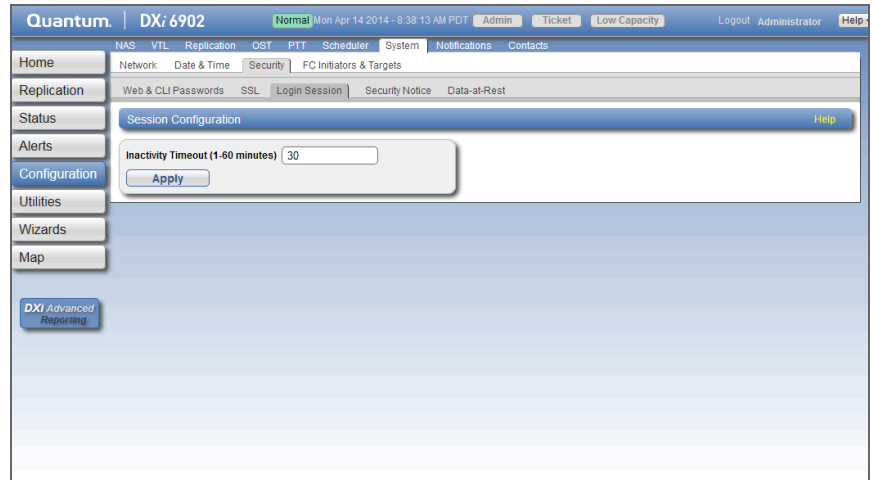 Quantum. DXi 6902 Normal Mon Apr 14 2014 - 8:38:13 AM PDT Admin Ticket Low Capacity Logout Administrator Help
NAS VTL Replication OST PTT Scheduler System Notifications Contacts
Home
Network Date & Time Security FC Initiators & Targets
Replication
Web & CLI Passwords SSL Login Session Security Notice Data-at-Rest
Status
Session Configuration Help
Alerts
Inactivity Timeout (1-60 minutes) 30
Configuration
Apply
Utilities
Wizards
Map
DXi Advanced
Reporting